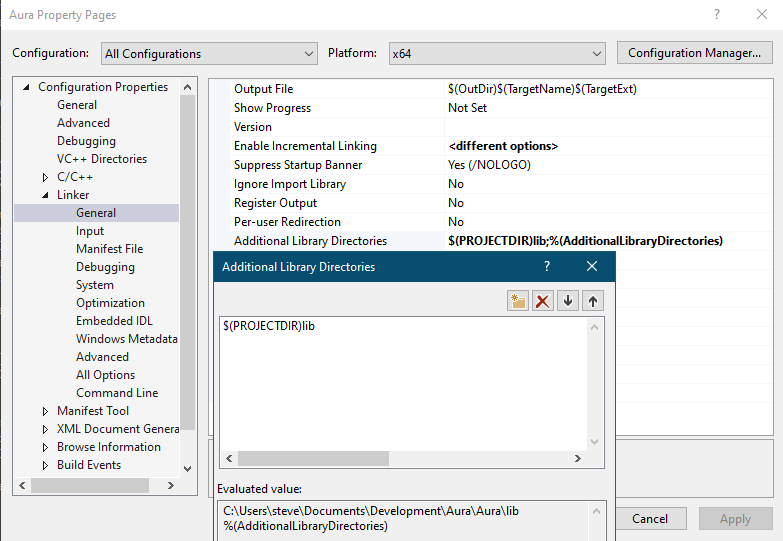 Aura Property Pages
Configuration: All Configurations Platform: x64 Configuration Manager...
Configuration Properties
General
Advanced
Debugging
VC++ Directories
C/C++
Linker
General
Input
Manifest File
Debugging
System
Optimization
Embedded IDL
Windows Metadata
Advanced
All Options
Command Line
Manifest Tool
XML Document Genera
Browse Information
Build Events
Output File $(OutDir)$(TargetName)$(TargetExt)
Show Progress Not Set
Version
Enable Incremental Linking <different options>
Suppress Startup Banner Yes (/NOLOGO)
Ignore Import Library No
Register Output No
Per-user Redirection No
Additional Library Directories $(PROJECTDIR)lib;%(AdditionalLibraryDirectories)
Additional Library Directories
$(PROJECTDIR)lib
Evaluated value:
C:\Users\steve\Documents\Development\Aura\Aura\lib
%(AdditionalLibraryDirectories)
Cancel Apply